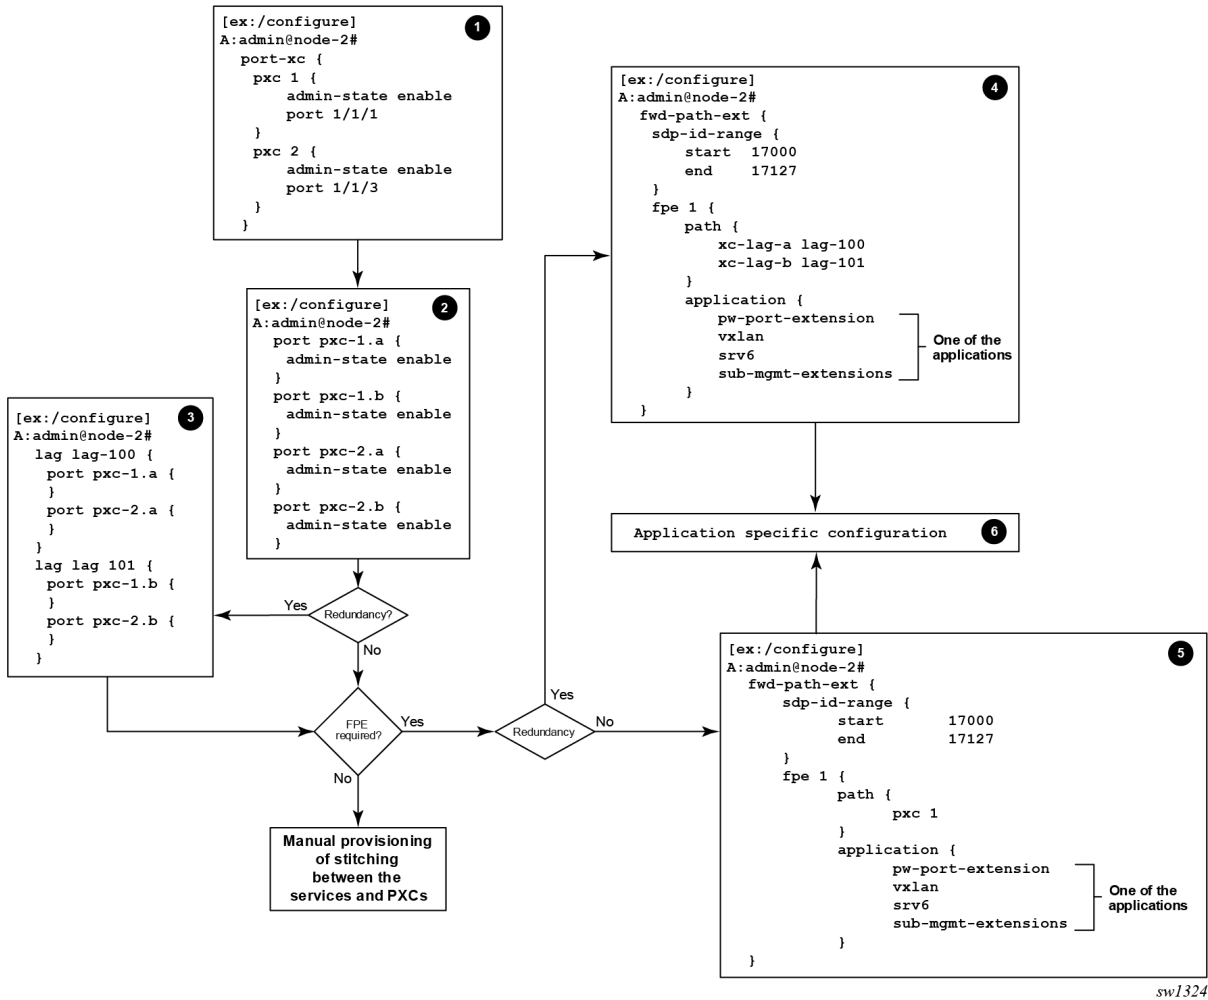 [ex:/configure]
A:admin@node-2#
port-xc {
pxc 1 {
admin-state enable
port 1/1/1
}
pxc 2 {
admin-state enable
port 1/1/3
}
}
1
[ex:/configure]
A:admin@node-2#
port pxc-1.a {
admin-state enable
}
port pxc-1.b {
admin-state enable
}
port pxc-2.a {
admin-state enable
}
port pxc-2.b {
admin-state enable
}
2
[ex:/configure]
A:admin@node-2#
lag lag-100 {
port pxc-1.a {
}
port pxc-2.a {
}
}
lag lag 101 {
port pxc-1.b {
}
port pxc-2.b {
}
}
3
Redundancy?
Yes
No
FPE
required?
Yes
No
Manual provisioning
of stitching
between the
services and PXCs
Redundancy
Yes
No
[ex:/configure]
A:admin@node-2#
fwd-path-ext {
sdp-id-range {
start 17000
end 17127
}
fpe 1 {
path {
xc-lag-a lag-100
xc-lag-b lag-101
}
application {
pw-port-extension
vxlan
srv6
sub-mgmt-extensions
}
}
4
One of the
applications
Application specific configuration
6
[ex:/configure]
A:admin@node-2#
fwd-path-ext {
sdp-id-range {
start 17000
end 17127
}
fpe 1 {
path {
pxc 1
}
application {
pw-port-extension
vxlan
srv6
sub-mgmt-extensions
}
}
5
One of the
applications
sw1324